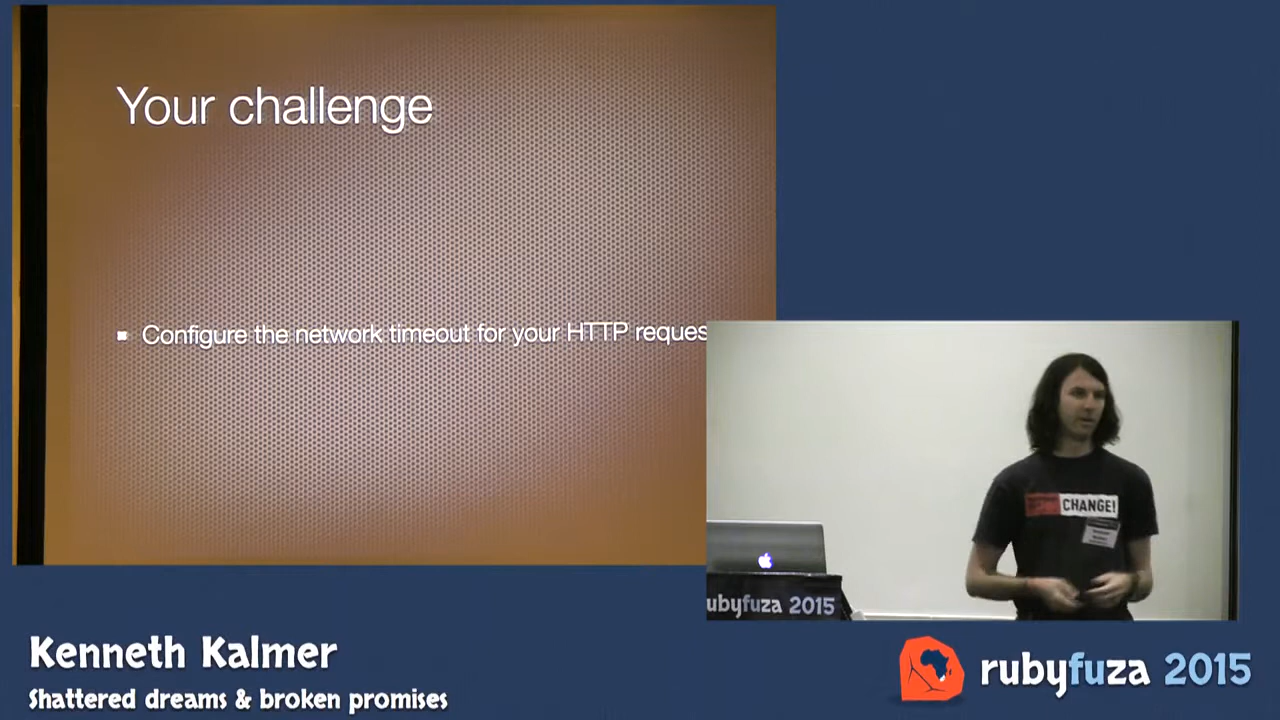 Your challenge
Configure the network timeout for your HTTP reques
CHANGE!
ubyfuza 2015
Kenneth Kalmer
Shattered dreams & broken promises
rubyfuza 2015